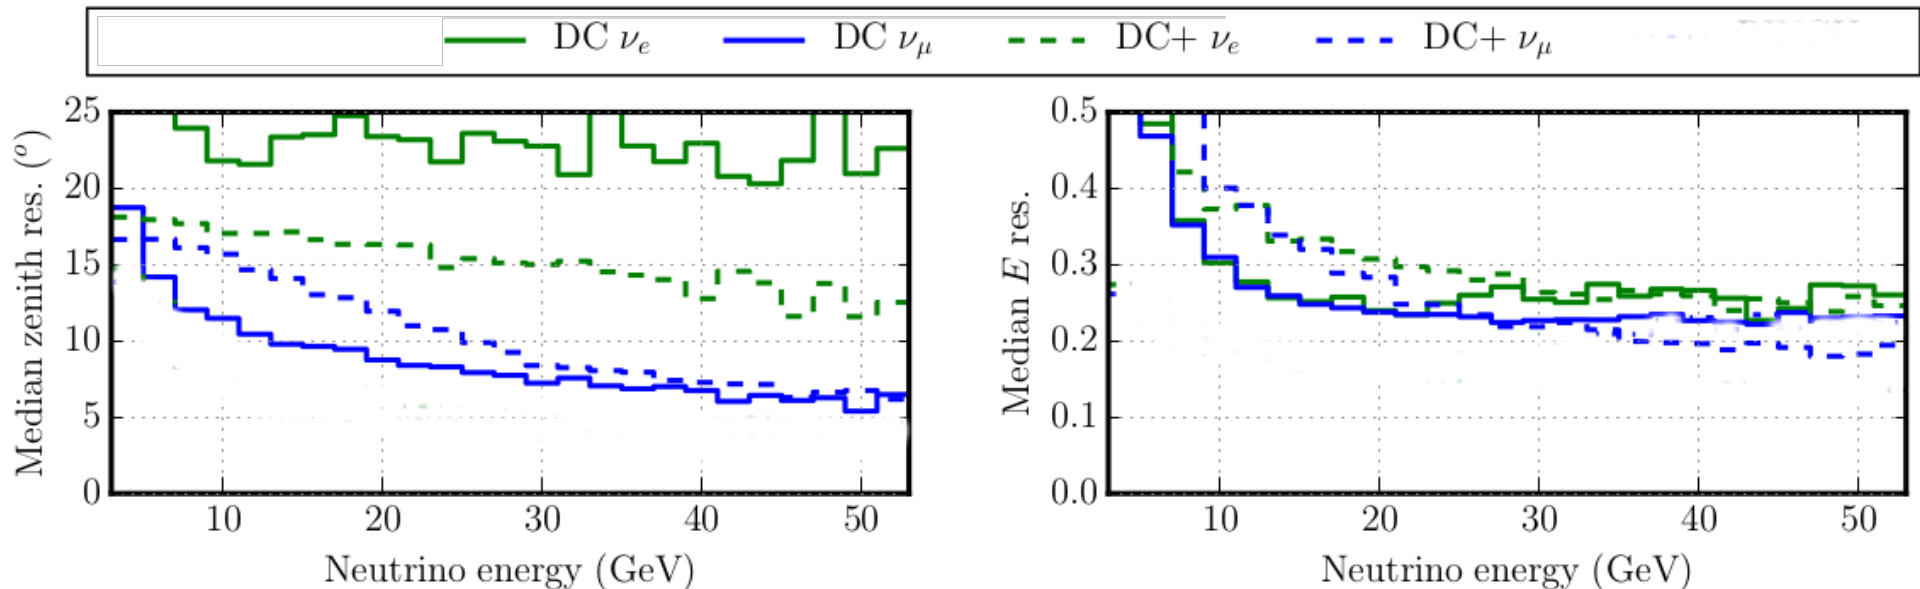 DC νe DC νμ DC+ νe DC+ νμ
25
20
15
10
5
0
Median zenith res. (o)
10 20 30 40 50
Neutrino energy (GeV)
0.5
0.4
0.3
0.2
0.1
0.0
Median E res.
10 20 30 40 50
Neutrino energy (GeV)